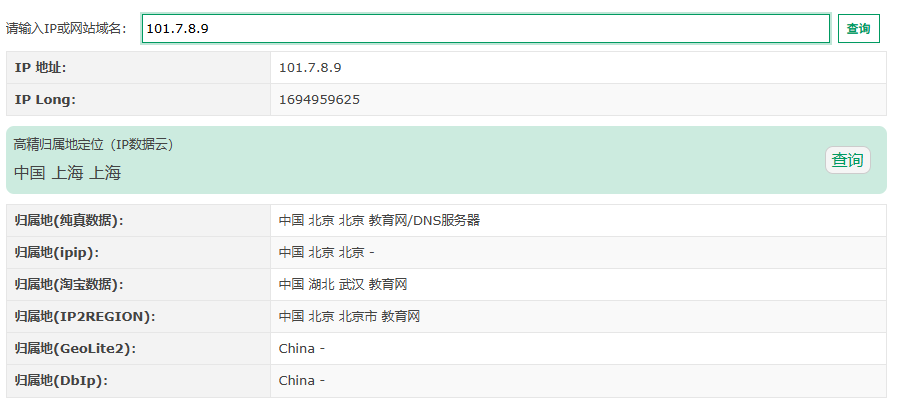 请输入IP或网站域名： 101.7.8.9 查询
IP 地址: 101.7.8.9
IP Long: 1694959625
高精归属地定位（IP数据云）
中国 上海 上海 查询
归属地(纯真数据): 中国 北京 北京 教育网/DNS服务器
归属地(ipip): 中国 北京 北京 -
归属地(淘宝数据): 中国 湖北 武汉 教育网
归属地(IP2REGION): 中国 北京 北京市 教育网
归属地(GeoLite2): China -
归属地(DbIp): China -